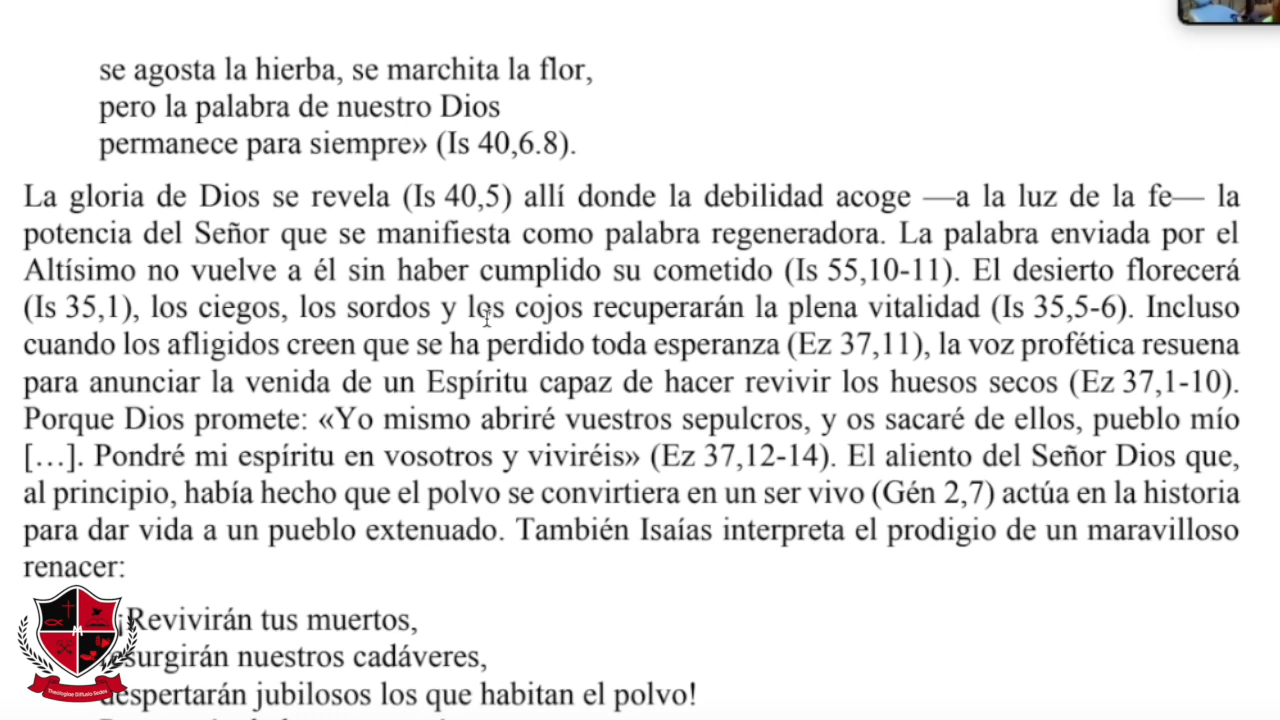 se agosta la hierba, se marchita la flor,
pero la palabra de nuestro Dios
permanece para siempre» (Is 40,6.8).
La gloria de Dios se revela (Is 40,5) allí donde la debilidad acoge —a la luz de la fe— la
potencia del Señor que se manifiesta como palabra regeneradora. La palabra enviada por el
Altísimo no vuelve a él sin haber cumplido su cometido (Is 55,10-11). El desierto florecerá
(Is 35,1), los ciegos, los sordos y los cojos recuperarán la plena vitalidad (Is 35,5-6). Incluso
cuando los afligidos creen que se ha perdido toda esperanza (Ez 37,11), la voz profética resuena
para anunciar la venida de un Espíritu capaz de hacer revivir los huesos secos (Ez 37,1-10).
Porque Dios promete: «Yo mismo abriré vuestros sepulcros, y os sacaré de ellos, pueblo mío
[…]. Pondré mi espíritu en vosotros y viviréis» (Ez 37,12-14). El aliento del Señor Dios que,
al principio, había hecho que el polvo se convirtiera en un ser vivo (Gén 2,7) actúa en la historia
para dar vida a un pueblo extenuado. También Isaías interpreta el prodigio de un maravilloso
renacer:
¡Revivirán tus muertos,
resurgirán nuestros cadáveres,
despertarán jubilosos los que habitan el polvo!
M
Theologiae Diffusio Sedes